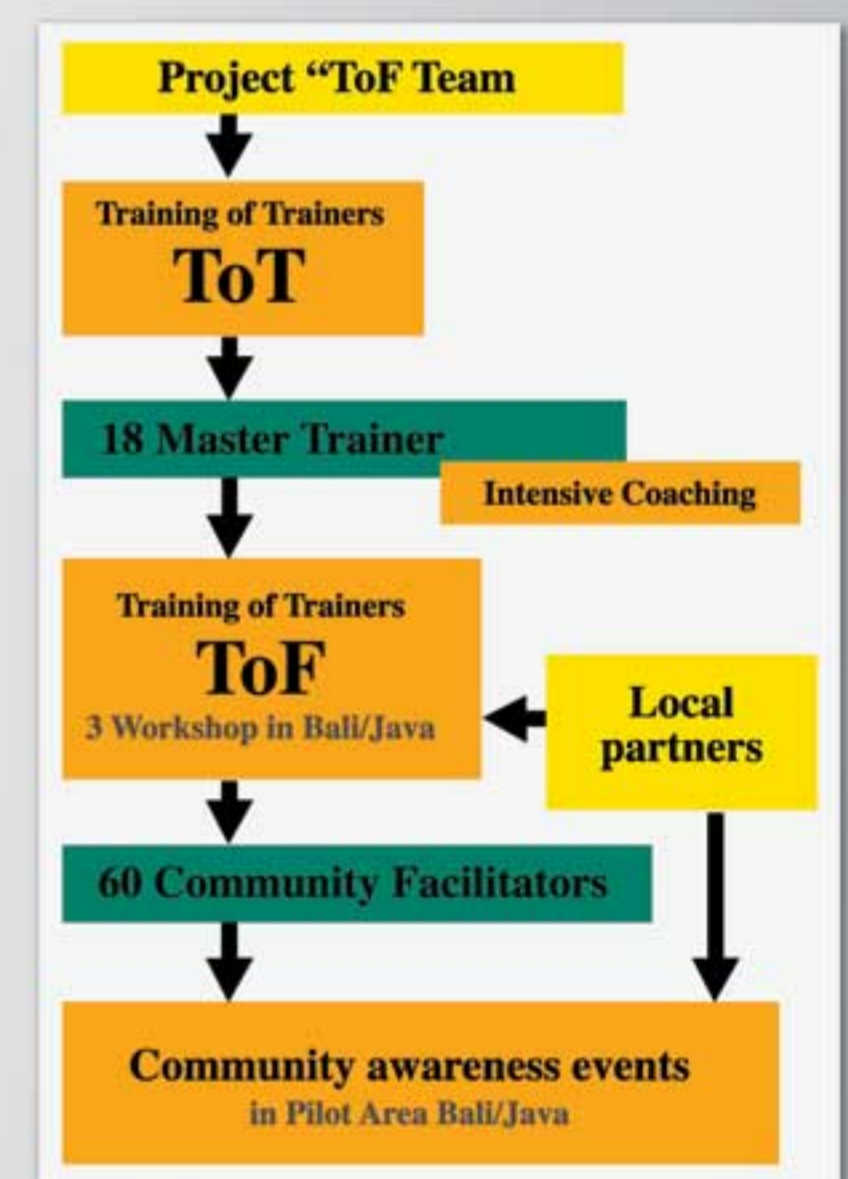 Project “ToF Team
Training of Trainers
ToT
18 Master Trainer
Intensive Coaching
Training of Trainers
ToF
3 Workshop in Bali/Java
Local
partners
60 Community Facilitators
Community awareness events
in Pilot Area Bali/Java